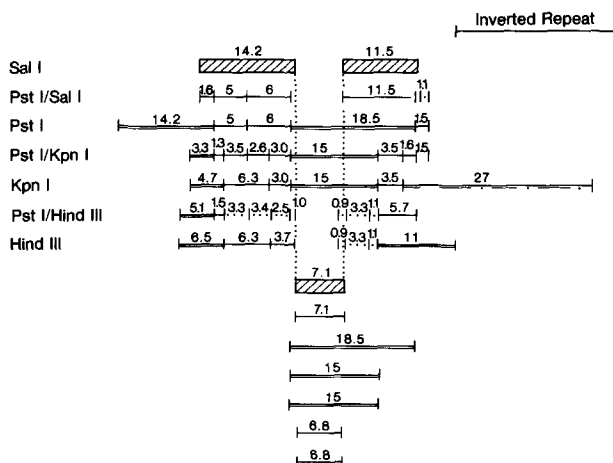 Inverted Repeat
14.2 11.5
Sal I
Pst I/Sal I 1.6 5 6 11.5 1.1
Pst I 14.2 5 6 18.5 1.5
Pst I/Kpn I 3.3 1.3 3.5 2.6 3.0 15 3.5 1.6 1.5
Kpn I 4.7 6.3 3.0 15 3.5 27
Pst I/Hind III 5.1 1.5 3.3 3.4 2.5 1.0 0.9 3.3 1.1 5.7
Hind III 6.5 6.3 3.7 0.9 3.3 1.1 11
7.1
7.1
18.5
15
15
6.8
6.8